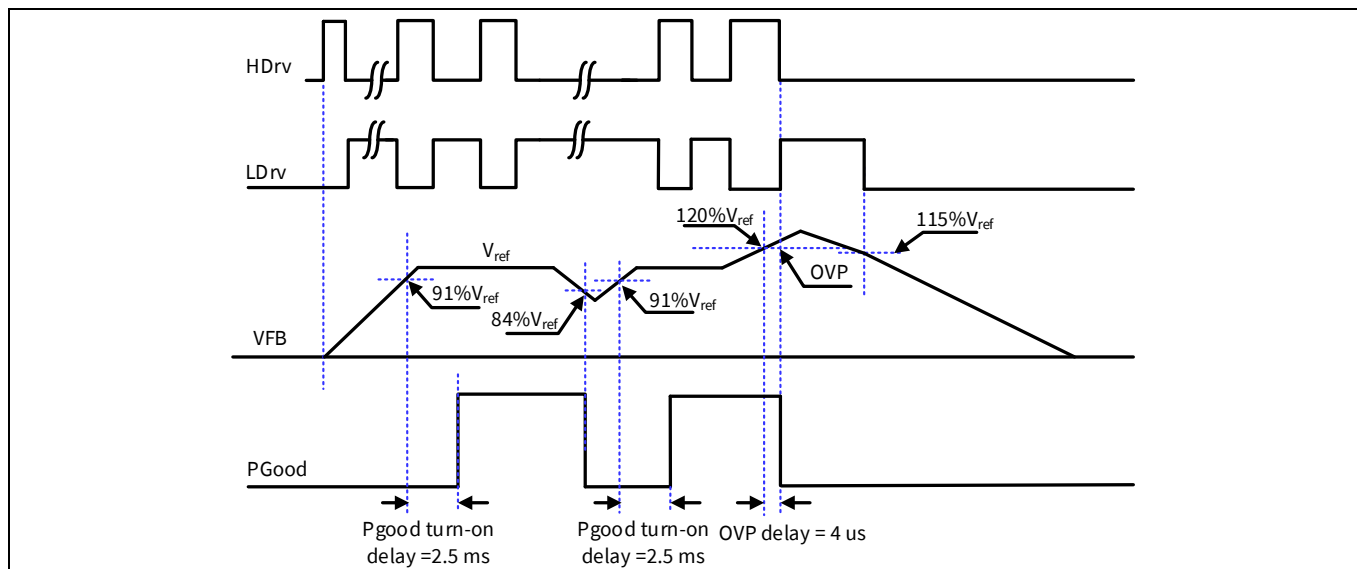 HDrv
LDrv
120%Vref
115%Vref
Vref
OVP
91%Vref
84%Vref
91%Vref
VFB
PGood
Pgood turn-on
delay =2.5 ms
Pgood turn-on
delay =2.5 ms
OVP delay = 4 us